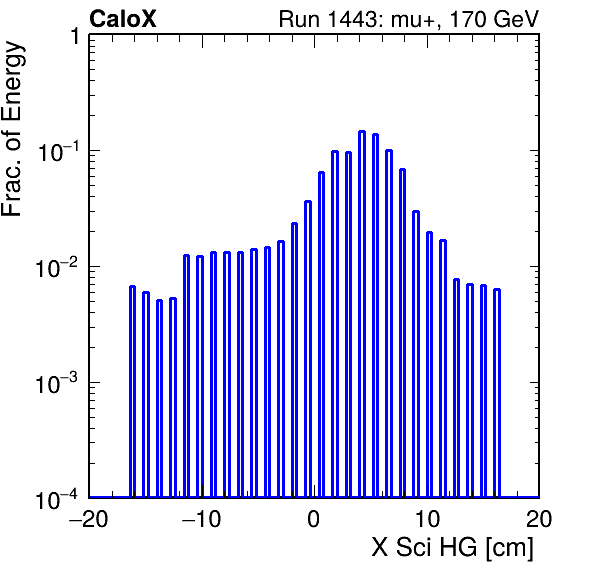 CaloX Run 1443: mu+, 170 GeV
Frac. of Energy
1
10⁻¹
10⁻²
10⁻³
10⁻⁴
−20 −10 0 10 20
X Sci HG [cm]